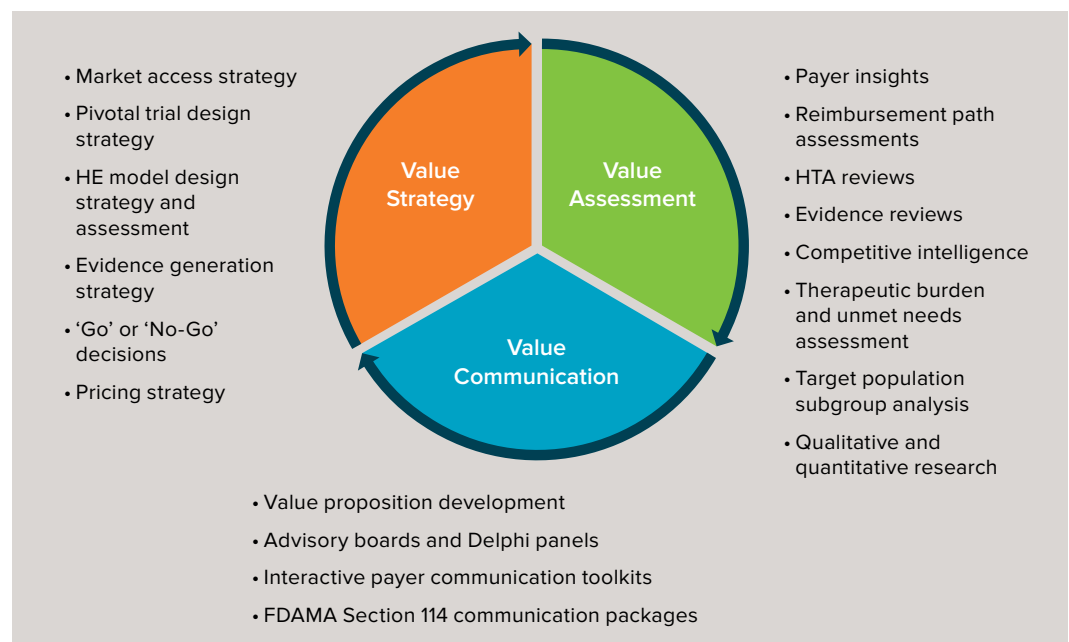 • Market access strategy
• Pivotal trial design
strategy
• HE model design
strategy and
assessment
• Evidence generation
strategy
• ‘Go’ or ‘No-Go’
decisions
• Pricing strategy
Value
Strategy
Value
Assessment
Value
Communication
• Payer insights
• Reimbursement path
assessments
• HTA reviews
• Evidence reviews
• Competitive intelligence
• Therapeutic burden
and unmet needs
assessment
• Target population
subgroup analysis
• Qualitative and
quantitative research
• Value proposition development
• Advisory boards and Delphi panels
• Interactive payer communication toolkits
• FDAMA Section 114 communication packages